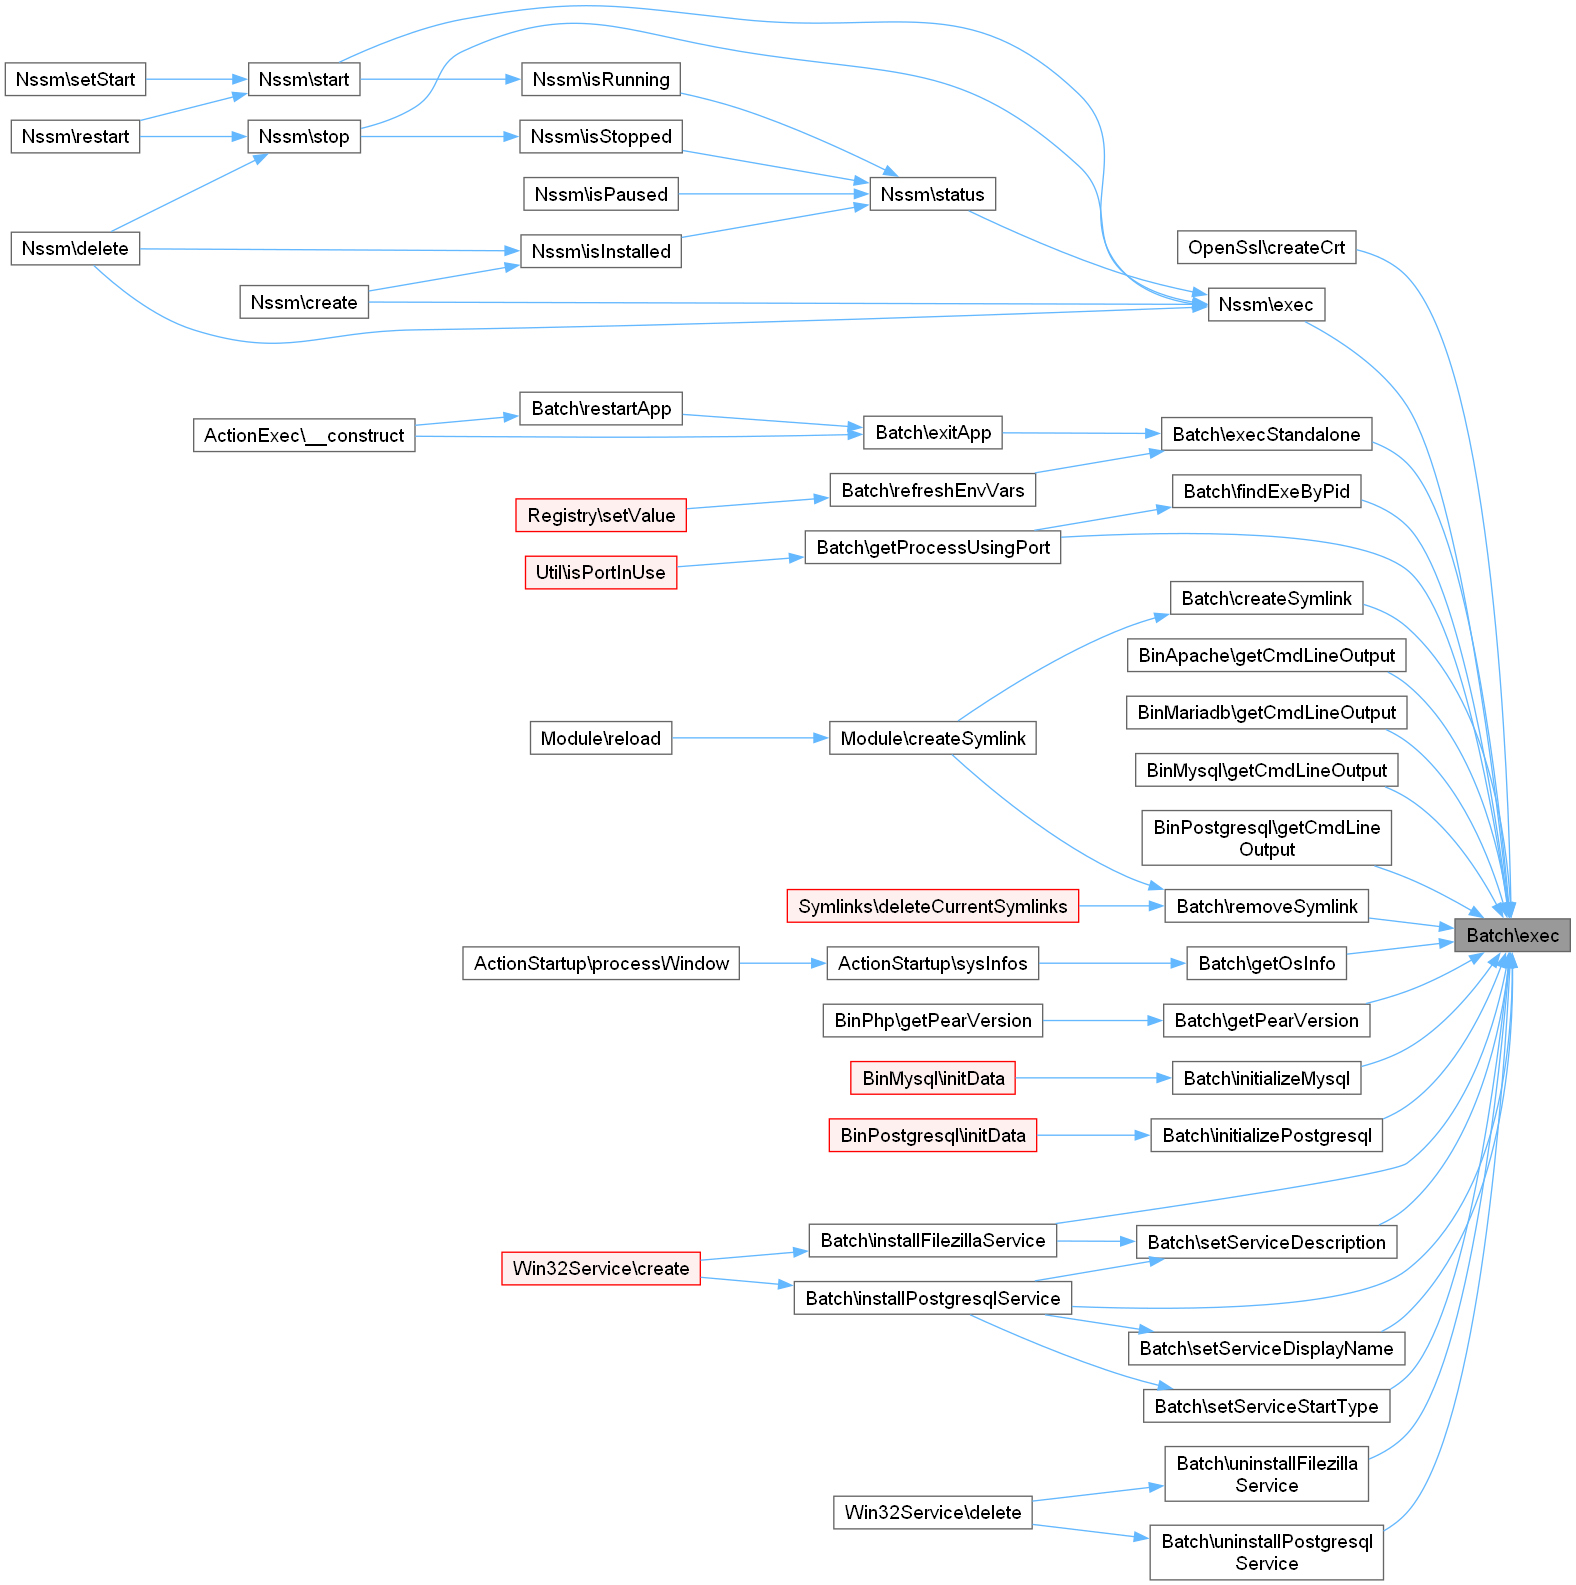 Nssm\setStart
Nssm\start
Nssm\isRunning
Nssm\restart
Nssm\stop
Nssm\isStopped
Nssm\isPaused
Nssm\status
Nssm\delete
Nssm\isInstalled
OpenSsl\createCrt
Nssm\create
Nssm\exec
Batch\restartApp
ActionExec\__construct
Batch\exitApp
Batch\execStandalone
Batch\refreshEnvVars
Batch\findExeByPid
Registry\setValue
Batch\getProcessUsingPort
Util\isPortInUse
Batch\createSymlink
BinApache\getCmdLineOutput
BinMariadb\getCmdLineOutput
Module\reload
Module\createSymlink
BinMysql\getCmdLineOutput
BinPostgresql\getCmdLine
Output
Symlinks\deleteCurrentSymlinks
Batch\removeSymlink
Batch\exec
ActionStartup\processWindow
ActionStartup\sysInfos
Batch\getOsInfo
BinPhp\getPearVersion
Batch\getPearVersion
BinMysql\initData
Batch\initializeMysql
BinPostgresql\initData
Batch\initializePostgresql
Batch\installFilezillaService
Batch\setServiceDescription
Win32Service\create
Batch\installPostgresqlService
Batch\setServiceDisplayName
Batch\setServiceStartType
Batch\uninstallFilezilla
Service
Win32Service\delete
Batch\uninstallPostgresql
Service